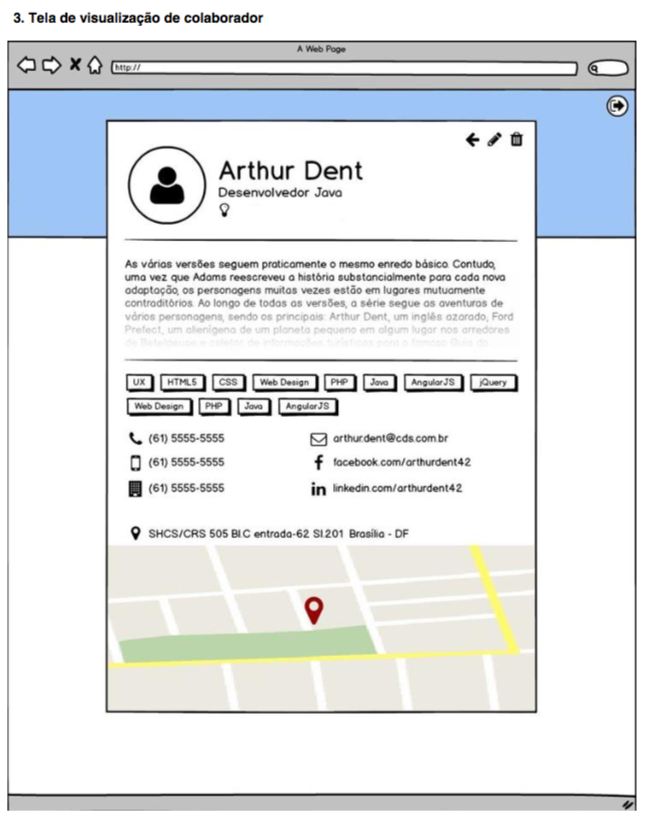 3. Tela de visualização de colaborador
A Web Page
http://
Arthur Dent
Desenvolvedor Java
As várias versões seguem praticamente o mesmo enredo básico. Contudo,
uma vez que Adams reescreveu a história substancialmente para cada nova
adaptação, os personagens muitas vezes estão em lugares mutuamente
contraditórios. Ao longo de todas as versões, a série segue as aventuras de
vários personagens, sendo os principais: Arthur Dent, um inglês azarado, Ford
Prefect, um alienígena de um planeta pequeno em algum lugar nos arredores
de Betelgeuse e coletor de informações turísticas para o famoso Guia do
UX HTML5 CSS Web Design PHP Java AngularJS jQuery
Web Design PHP Java AngularJS
(61) 5555-5555 arthur.dent@cds.com.br
(61) 5555-5555 facebook.com/arthurdent42
(61) 5555-5555 linkedin.com/arthurdent42
SHCS/CRS 505 Bl.C entrada-62 Sl.201 Brasília - DF